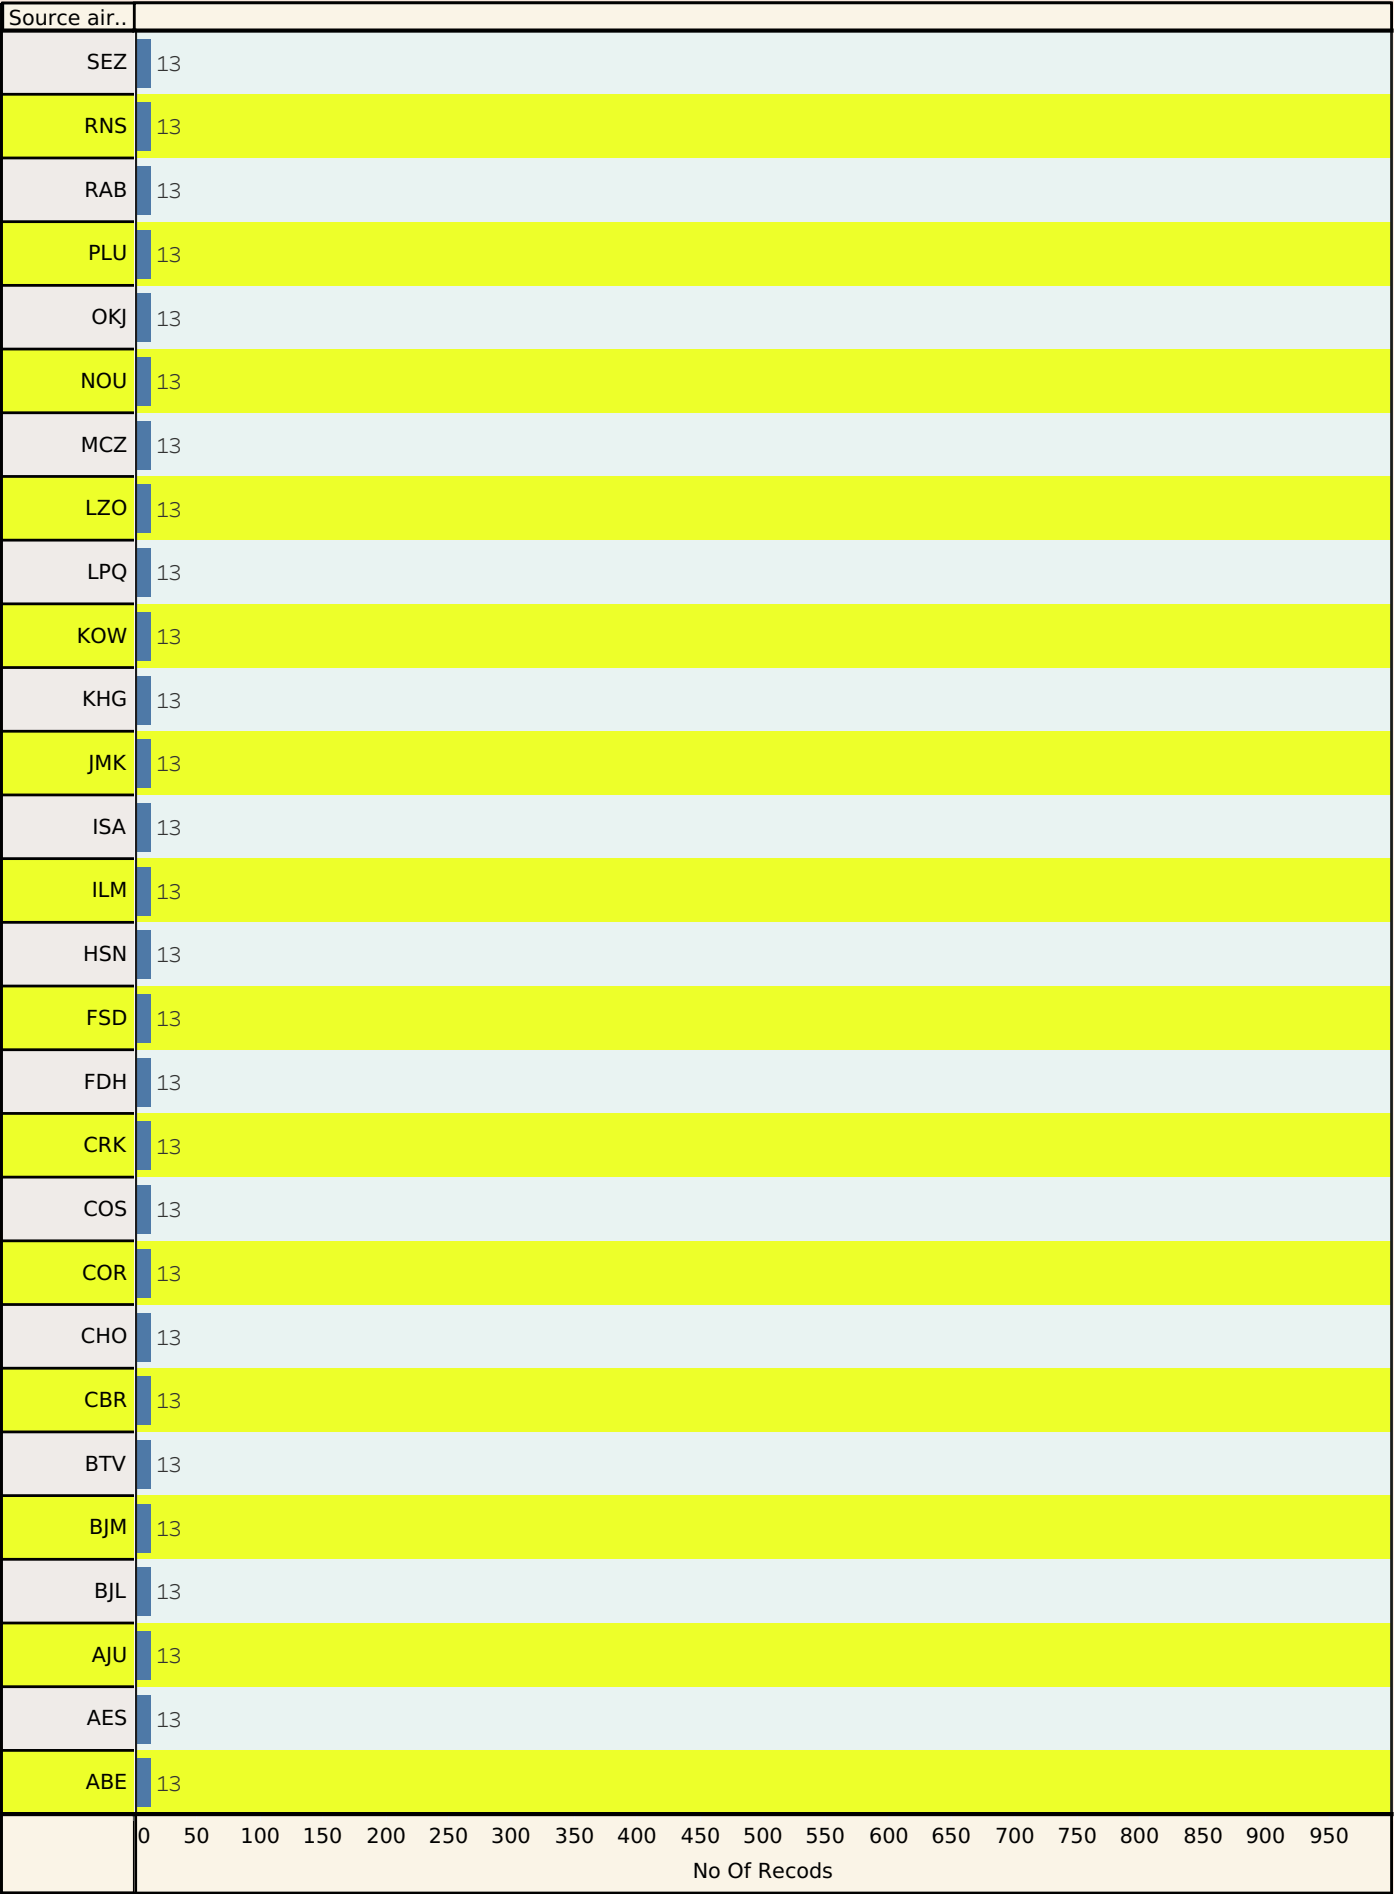 Source air..
SEZ 13
RNS 13
RAB 13
PLU 13
OKJ 13
NOU 13
MCZ 13
LZO 13
LPQ 13
KOW 13
KHG 13
JMK 13
ISA 13
ILM 13
HSN 13
FSD 13
FDH 13
CRK 13
COS 13
COR 13
CHO 13
CBR 13
BTV 13
BJM 13
BJL 13
AJU 13
AES 13
ABE 13
0 50 100 150 200 250 300 350 400 450 500 550 600 650 700 750 800 850 900 950
No Of Recods